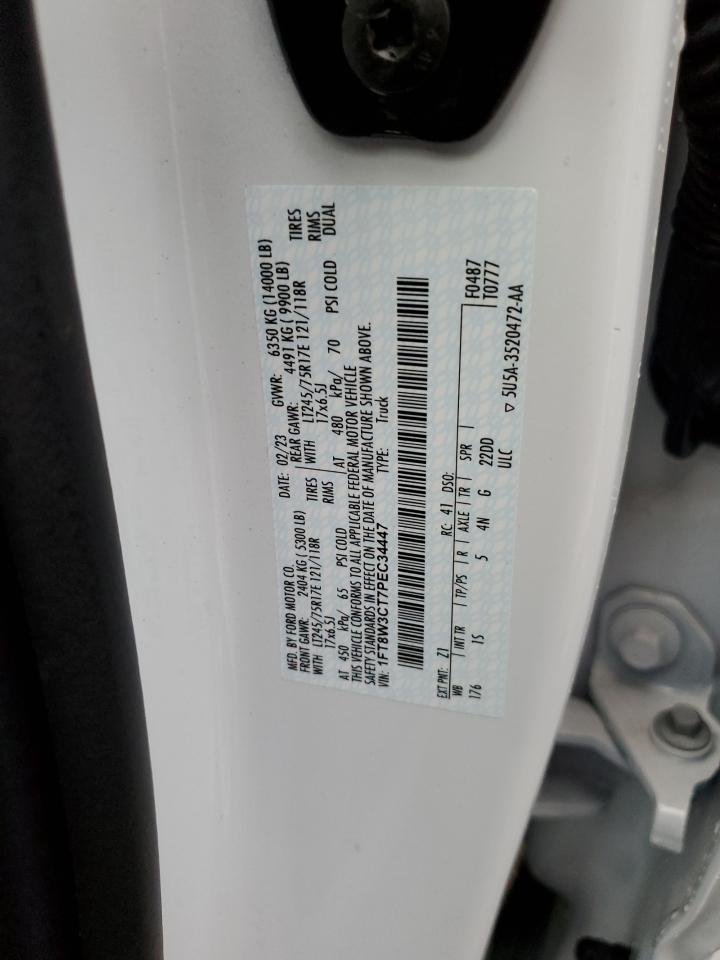 MFD. BY FORD MOTOR CO. DATE: 02/23 GVWR: 6350 KG (14000 LB)
FRONT GAWR: 2404 KG ( 5300 LB) REAR GAWR: 4491 KG ( 9900 LB)
WITH LT245/75R17E 121/118R TIRES WITH LT245/75R17E 121/118R TIRES
17x6.5J RIMS 17x6.5J RIMS
AT 450 kPa/ 65 PSI COLD AT 480 kPa/ 70 PSI COLD DUAL
THIS VEHICLE CONFORMS TO ALL APPLICABLE FEDERAL MOTOR VEHICLE
SAFETY STANDARDS IN EFFECT ON THE DATE OF MANUFACTURE SHOWN ABOVE.
VIN: 1FT8W3CT7PEC34447 TYPE: Truck
EXT PNT: Z1 RC: 41 DSO: F0487
WB INT TR TP/PS R AXLE TR SPR T0777
176 1S 5 4N G 22DD
ULC ▽ 5U5A-3520472-AA